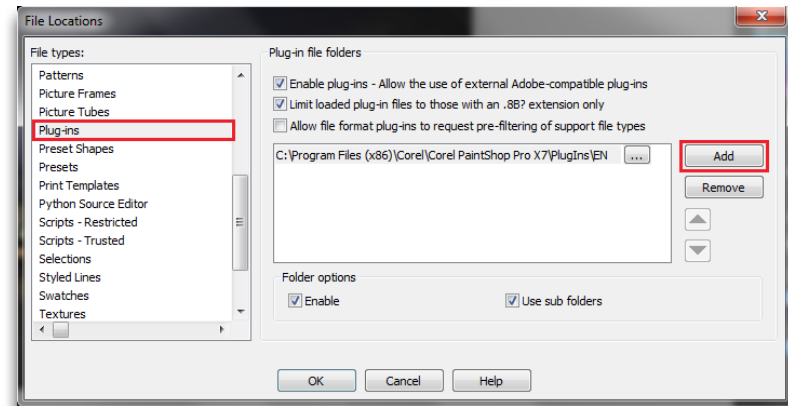 File Locations
File types:
Patterns
Picture Frames
Picture Tubes
Plug-ins
Preset Shapes
Presets
Print Templates
Python Source Editor
Scripts - Restricted
Scripts - Trusted
Selections
Styled Lines
Swatches
Textures
Plug-in file folders
Enable plug-ins - Allow the use of external Adobe-compatible plug-ins
Limit loaded plug-in files to those with an .8B? extension only
Allow file format plug-ins to request pre-filtering of support file types
C:\Program Files (x86)\Corel\Corel PaintShop Pro X7\PlugIns\EN ...
Add
Remove
Folder options
Enable Use sub folders
OK Cancel Help